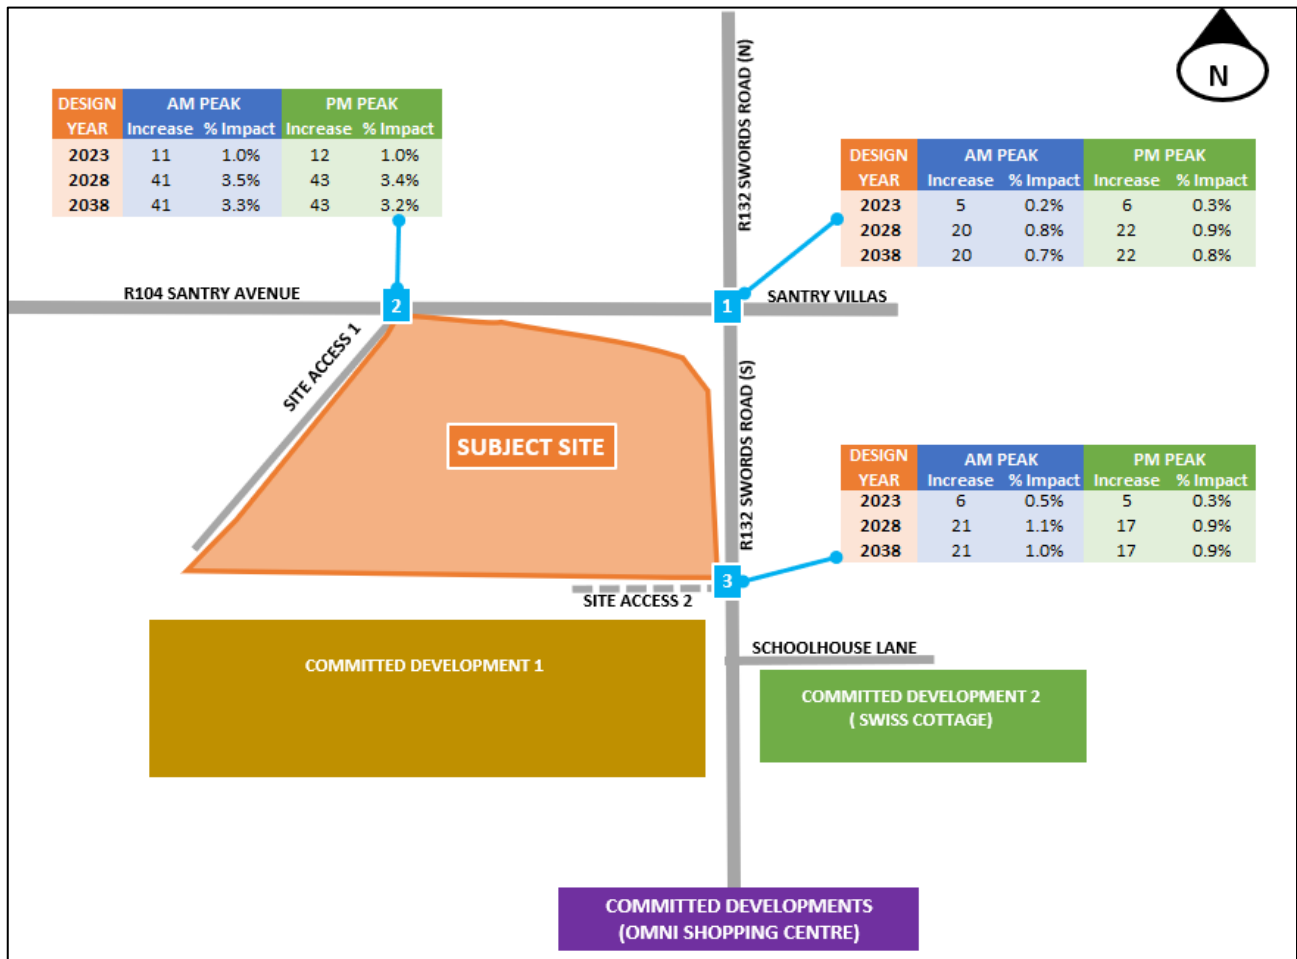 N
R132 SWORDS ROAD (N)
DESIGN AM PEAK PM PEAK
YEAR Increase % Impact Increase % Impact
2023 11 1.0% 12 1.0%
2028 41 3.5% 43 3.4%
2038 41 3.3% 43 3.2%
DESIGN AM PEAK PM PEAK
YEAR Increase % Impact Increase % Impact
2023 5 0.2% 6 0.3%
2028 20 0.8% 22 0.9%
2038 20 0.7% 22 0.8%
R104 SANTRY AVENUE
2
1
SANTRY VILLAS
SITE ACCESS 1
SUBJECT SITE
R132 SWORDS ROAD (S)
DESIGN AM PEAK PM PEAK
YEAR Increase % Impact Increase % Impact
2023 6 0.5% 5 0.3%
2028 21 1.1% 17 0.9%
2038 21 1.0% 17 0.9%
3
SITE ACCESS 2
SCHOOLHOUSE LANE
COMMITTED DEVELOPMENT 1
COMMITTED DEVELOPMENT 2
( SWISS COTTAGE)
COMMITTED DEVELOPMENTS
(OMNI SHOPPING CENTRE)